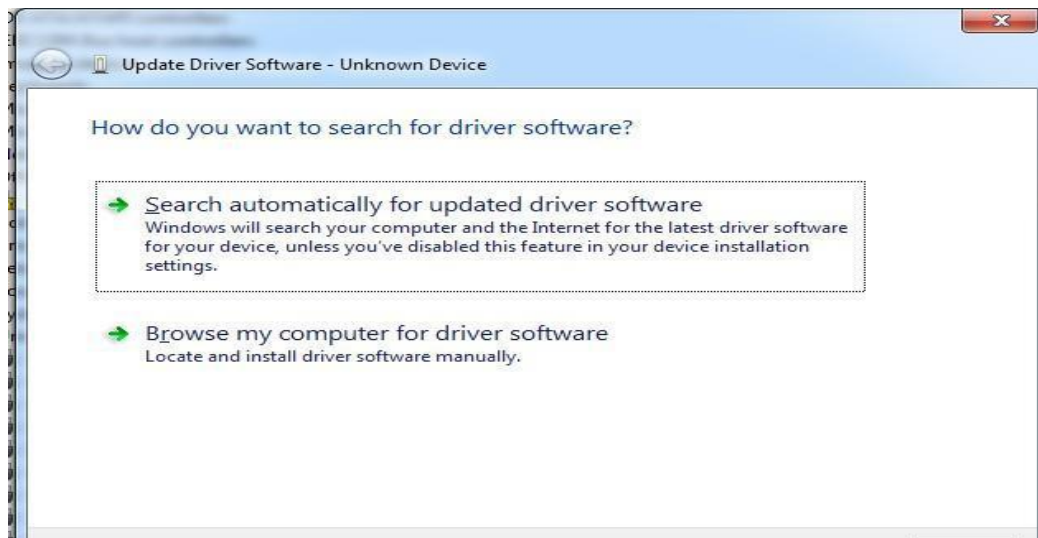 Update Driver Software - Unknown Device
How do you want to search for driver software?
Search automatically for updated driver software
Windows will search your computer and the Internet for the latest driver software
for your device, unless you've disabled this feature in your device installation
settings.
Browse my computer for driver software
Locate and install driver software manually.